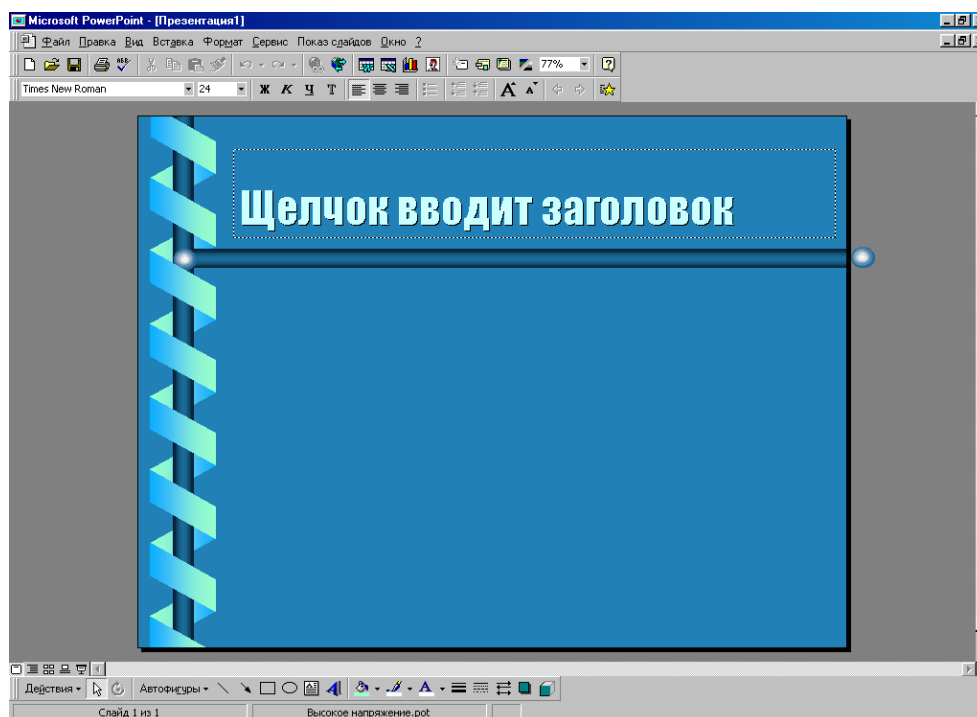 Microsoft PowerPoint - [Презентация1]
Файл Правка Вид Вставка Формат Сервис Показ слайдов Окно ?
77%
Times New Roman 24 Ж К Ч Т A A
Щелчок вводит заголовок
Действия Автофигуры A A
Слайд 1 из 1 Высокое напряжение.pot